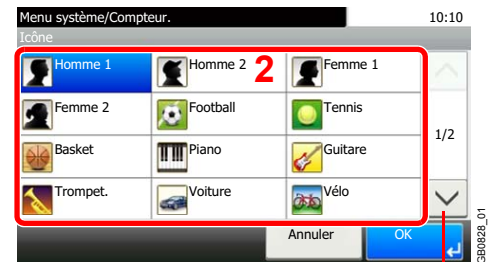 Menu système/Compteur. 10:10
Icône
Homme 1 Homme 2 2 Femme 1
Femme 2 Football Tennis
1/2
Basket Piano Guitare
Trompet. Voiture Vélo
Annuler OK
GB0828_01